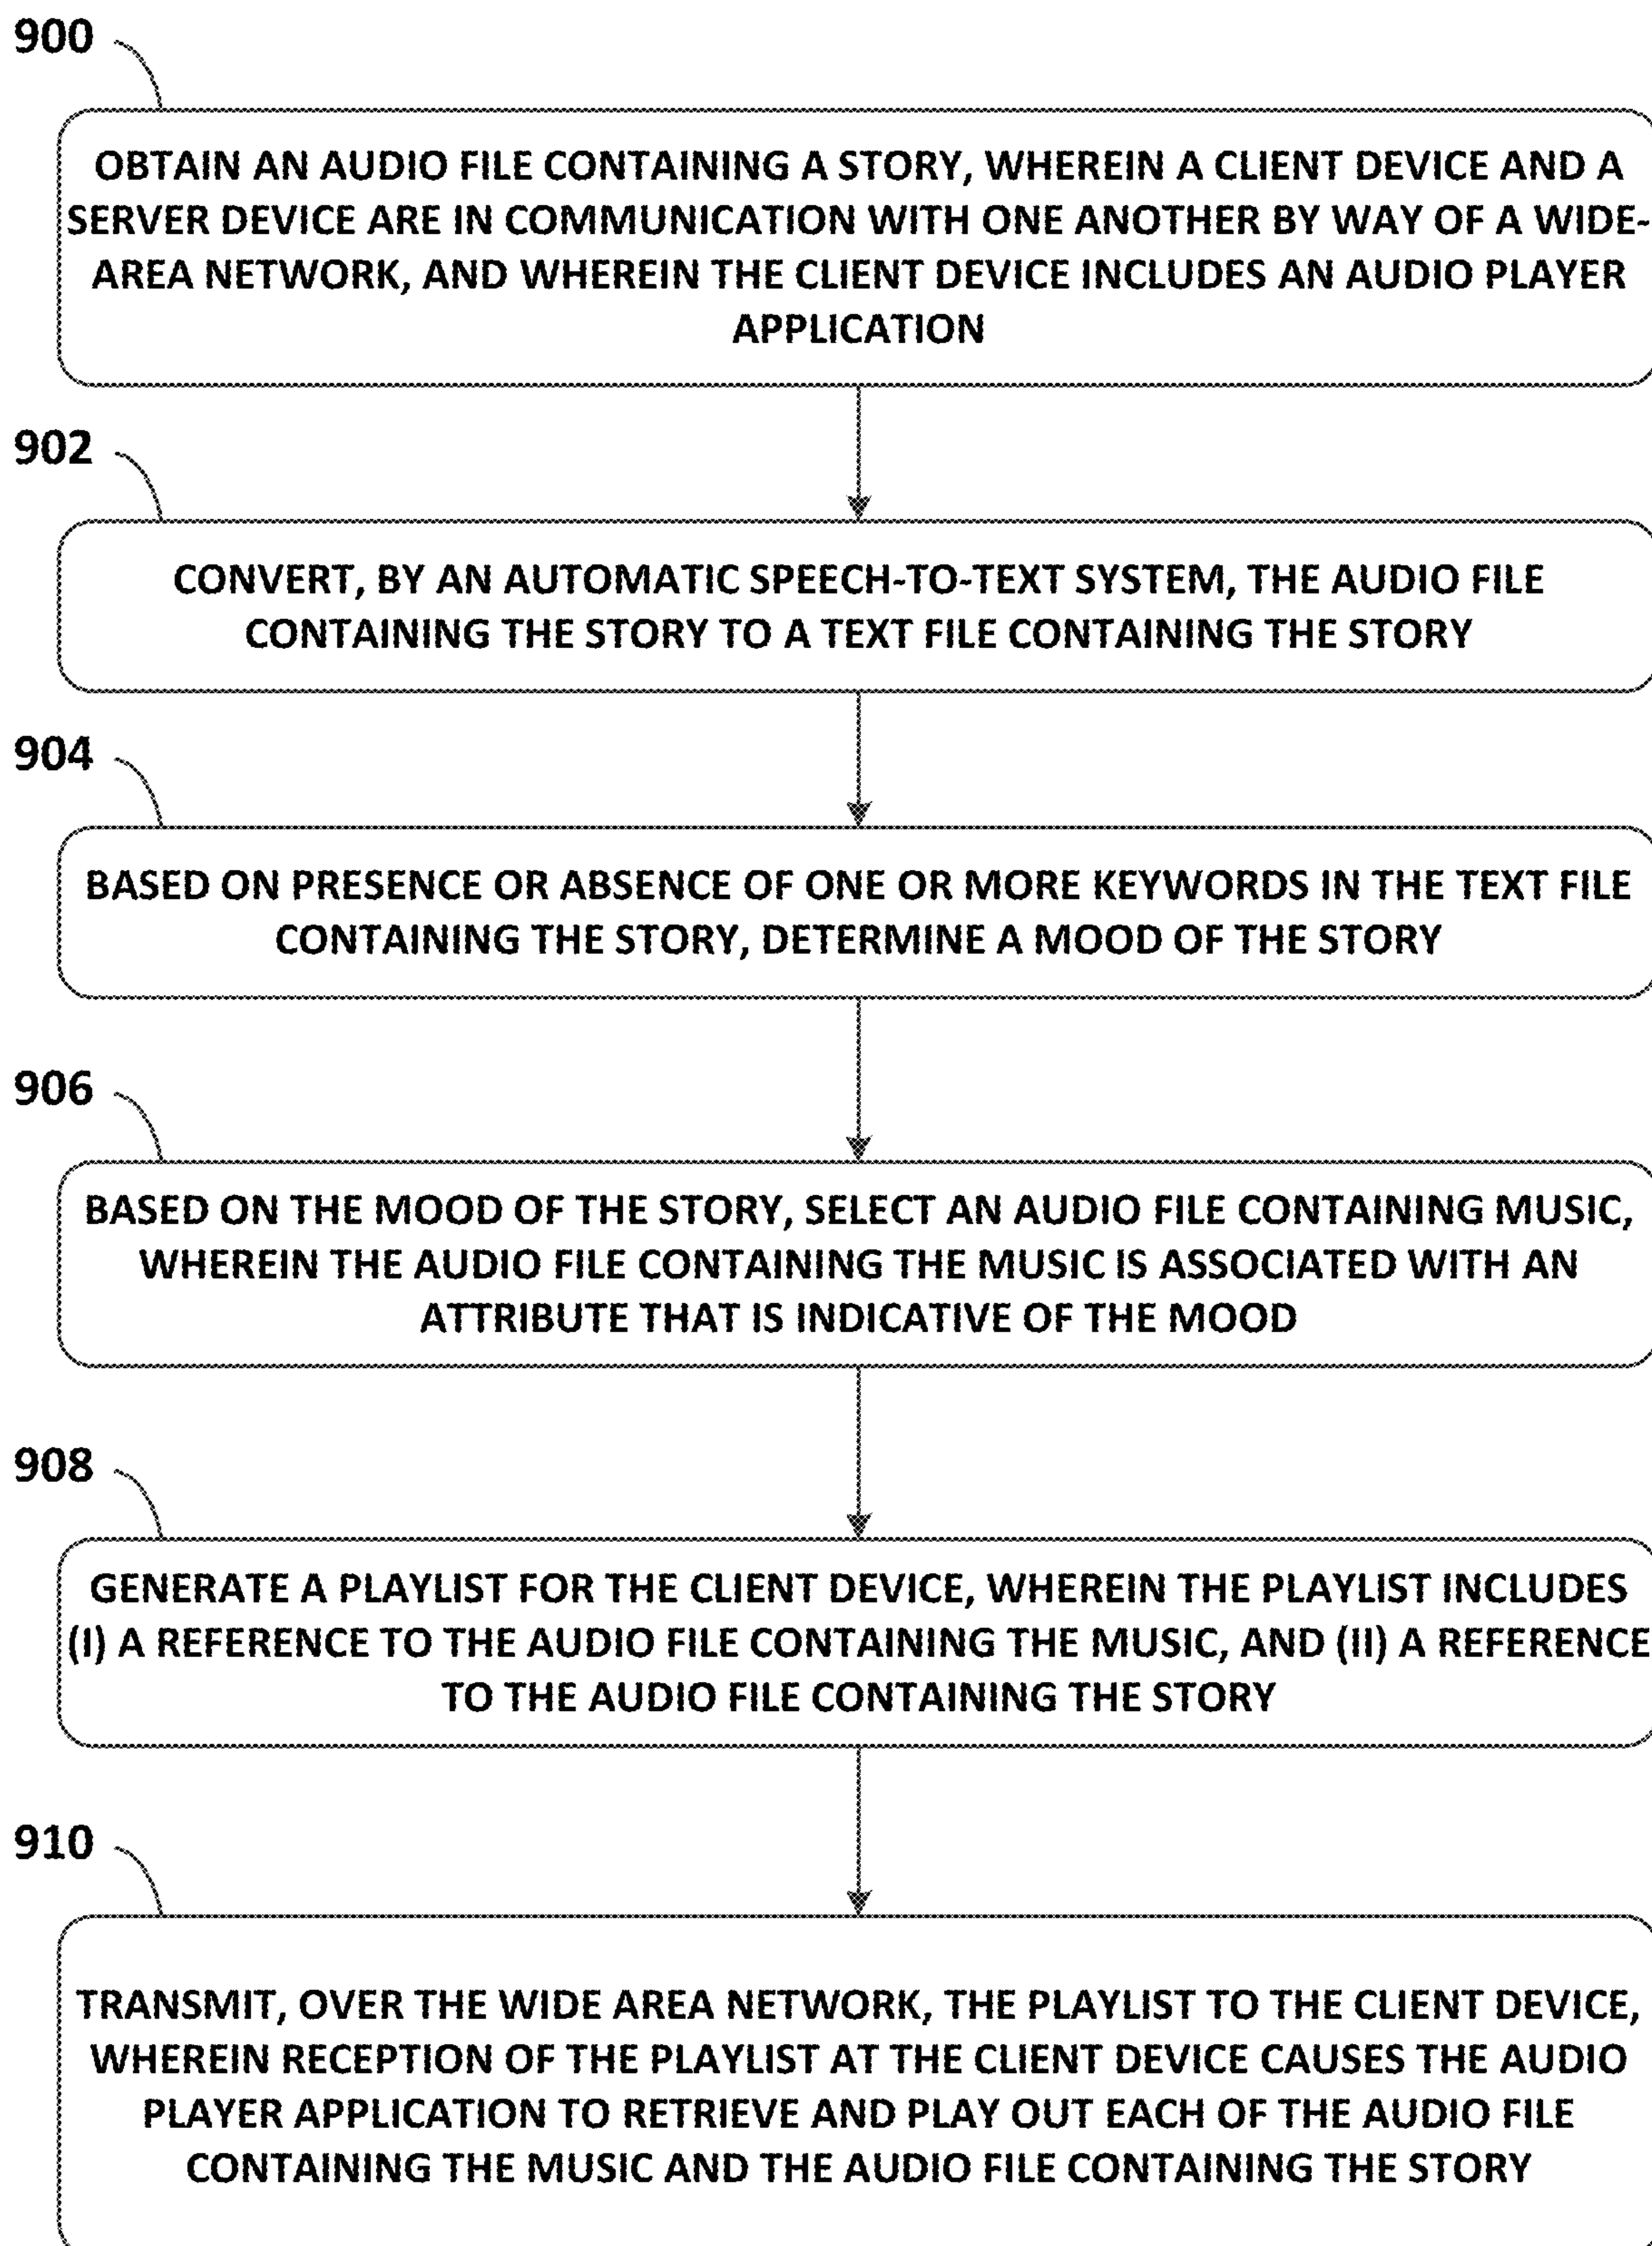 900
OBTAIN AN AUDIO FILE CONTAINING A STORY, WHEREIN A CLIENT DEVICE AND A
SERVER DEVICE ARE IN COMMUNICATION WITH ONE ANOTHER BY WAY OF A WIDE-
AREA NETWORK, AND WHEREIN THE CLIENT DEVICE INCLUDES AN AUDIO PLAYER
APPLICATION
902
CONVERT, BY AN AUTOMATIC SPEECH-TO-TEXT SYSTEM, THE AUDIO FILE
CONTAINING THE STORY TO A TEXT FILE CONTAINING THE STORY
904
BASED ON PRESENCE OR ABSENCE OF ONE OR MORE KEYWORDS IN THE TEXT FILE
CONTAINING THE STORY, DETERMINE A MOOD OF THE STORY
906
BASED ON THE MOOD OF THE STORY, SELECT AN AUDIO FILE CONTAINING MUSIC,
WHEREIN THE AUDIO FILE CONTAINING THE MUSIC IS ASSOCIATED WITH AN
ATTRIBUTE THAT IS INDICATIVE OF THE MOOD
908
GENERATE A PLAYLIST FOR THE CLIENT DEVICE, WHEREIN THE PLAYLIST INCLUDES
(I) A REFERENCE TO THE AUDIO FILE CONTAINING THE MUSIC, AND (II) A REFERENCE
TO THE AUDIO FILE CONTAINING THE STORY
910
TRANSMIT, OVER THE WIDE AREA NETWORK, THE PLAYLIST TO THE CLIENT DEVICE,
WHEREIN RECEPTION OF THE PLAYLIST AT THE CLIENT DEVICE CAUSES THE AUDIO
PLAYER APPLICATION TO RETRIEVE AND PLAY OUT EACH OF THE AUDIO FILE
CONTAINING THE MUSIC AND THE AUDIO FILE CONTAINING THE STORY